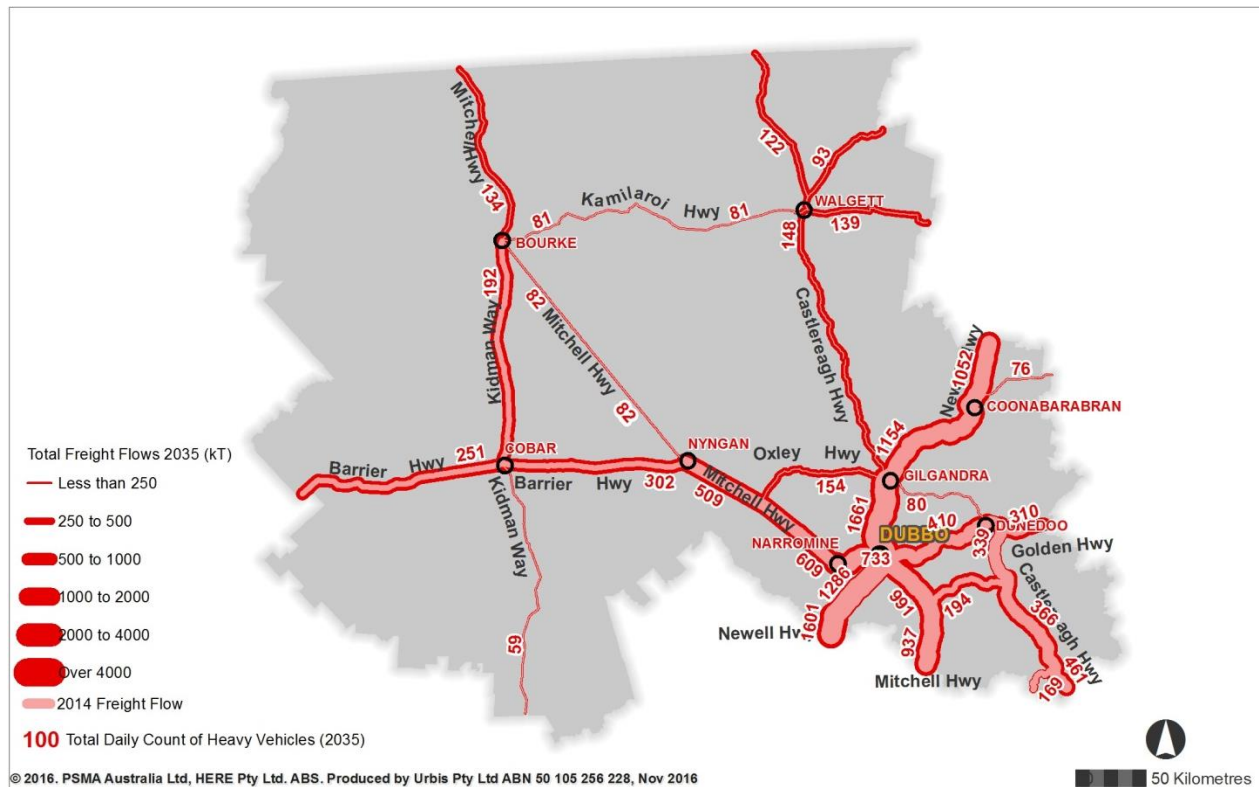 Mitchell Hwy
134
122
93
WALGETT
139
148
81
Kamilaroi Hwy
81
BOURKE
192
Kidman Way
82
Mitchell Hwy
82
Castlereagh Hwy
1052
76
COONABARABRAN
1154
NYNGAN
Oxley Hwy
154
GILGANDRA
80
COBAR
251
Barrier Hwy
Barrier Hwy
302
509
Mitchell Hwy
1661
DUBBO
410
DUNEDOO
310
339
Golden Hwy
NARROMINE
609
733
1286
1601
Newell Hwy
991
194
937
Mitchell Hwy
Castlereagh Hwy
366
461
169
Kidman Way
59
Total Freight Flows 2035 (kT)
Less than 250
250 to 500
500 to 1000
1000 to 2000
2000 to 4000
Over 4000
2014 Freight Flow
100 Total Daily Count of Heavy Vehicles (2035)
© 2016. PSMA Australia Ltd, HERE Pty Ltd. ABS. Produced by Urbis Pty Ltd ABN 50 105 256 228, Nov 2016
50 Kilometres